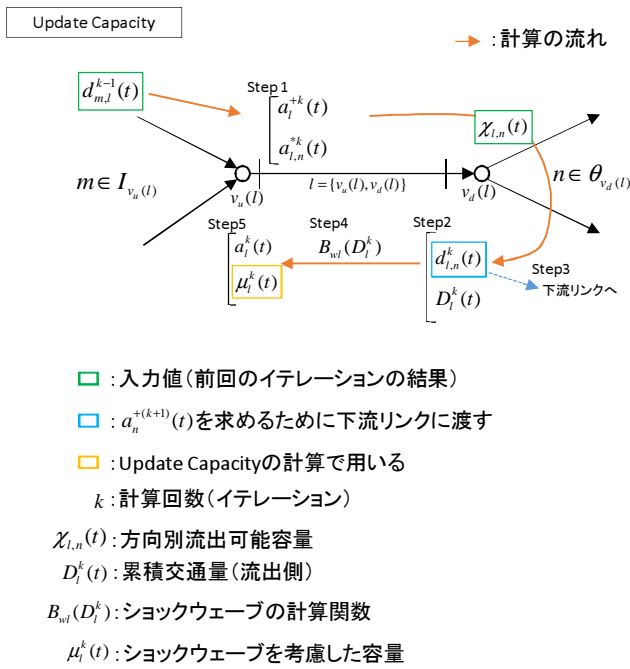 Update Capacity
：計算の流れ
Step1
d_{m,l}^{k-1}(t)
a_l^{+k}(t)
a_{l,n}^{*k}(t)
χ_{l,n}(t)
m∈I_{v_u(l)}
v_u(l)
l={v_u(l),v_d(l)}
v_d(l)
n∈θ_{v_d(l)}
Step5
Step4
Step2
a_l^k(t)
B_{wl}(D_l^k)
d_{l,n}^k(t)
Step3
μ_l^k(t)
D_l^k(t)
下流リンクへ
：入力値（前回のイテレーションの結果）
：a_n^{+(k+1)}(t)を求めるために下流リンクに渡す
：Update Capacityの計算で用いる
k：計算回数（イテレーション）
χ_{l,n}(t)：方向別流出可能容量
D_l^k(t)：累積交通量（流出側）
B_{wl}(D_l^k)：ショックウェーブの計算関数
μ_l^k(t)：ショックウェーブを考慮した容量